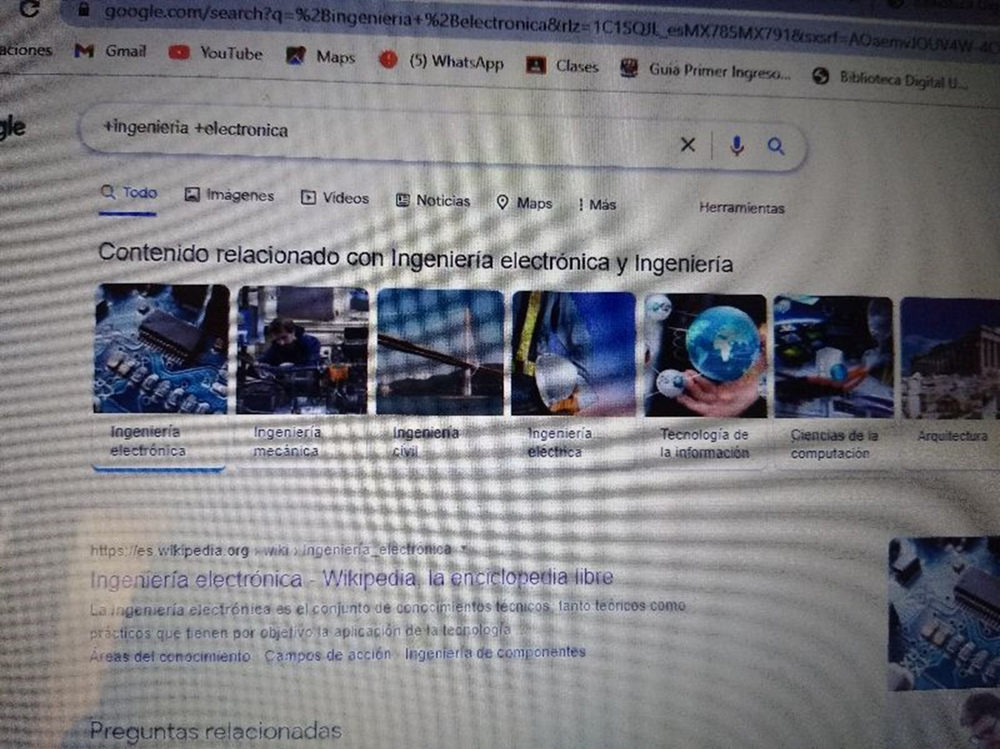 google.com/search?q=%2Bingenieria+%2Belectronica&rlz=1C1SQJL_esMX785MX791&sxsrf=AOaemvJOUV4W-4C
aciones Gmail YouTube Maps (5) WhatsApp Clases Guia Primer Ingreso... Biblioteca Digital U...
gle
+ingenieria +electronica
Todo Imágenes Videos Noticias Maps Más Herramientas
Contenido relacionado con Ingeniería electrónica y Ingeniería
Ingeniería electrónica
Ingeniería mecánica
Ingeniería civil
Ingeniería eléctrica
Tecnología de la información
Ciencias de la computación
Arquitectura
https://es.wikipedia.org › wiki › Ingeniería_electrónica
Ingeniería electrónica - Wikipedia, la enciclopedia libre
La ingeniería electrónica es el conjunto de conocimientos técnicos, tanto teóricos como
prácticos que tienen por objetivo la aplicación de la tecnología ...
Áreas del conocimiento · Campos de acción · Ingeniería de componentes
Preguntas relacionadas